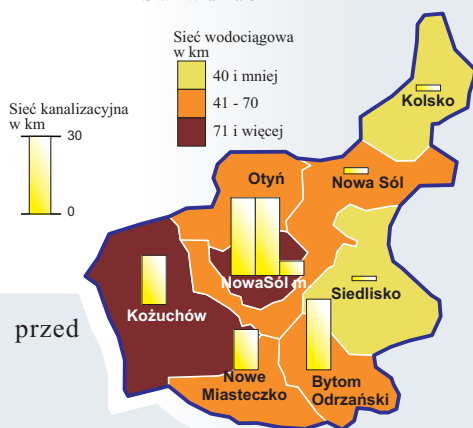 Sieć wodociągowa
w km
40 i mniej
41 - 70
71 i więcej
Sieć kanalizacyjna
w km
30
0
Kolsko
Otyń
Nowa Sól
NowaSól m.
Siedlisko
Kożuchów
przed
Nowe
Miasteczko
Bytom
Odrzański